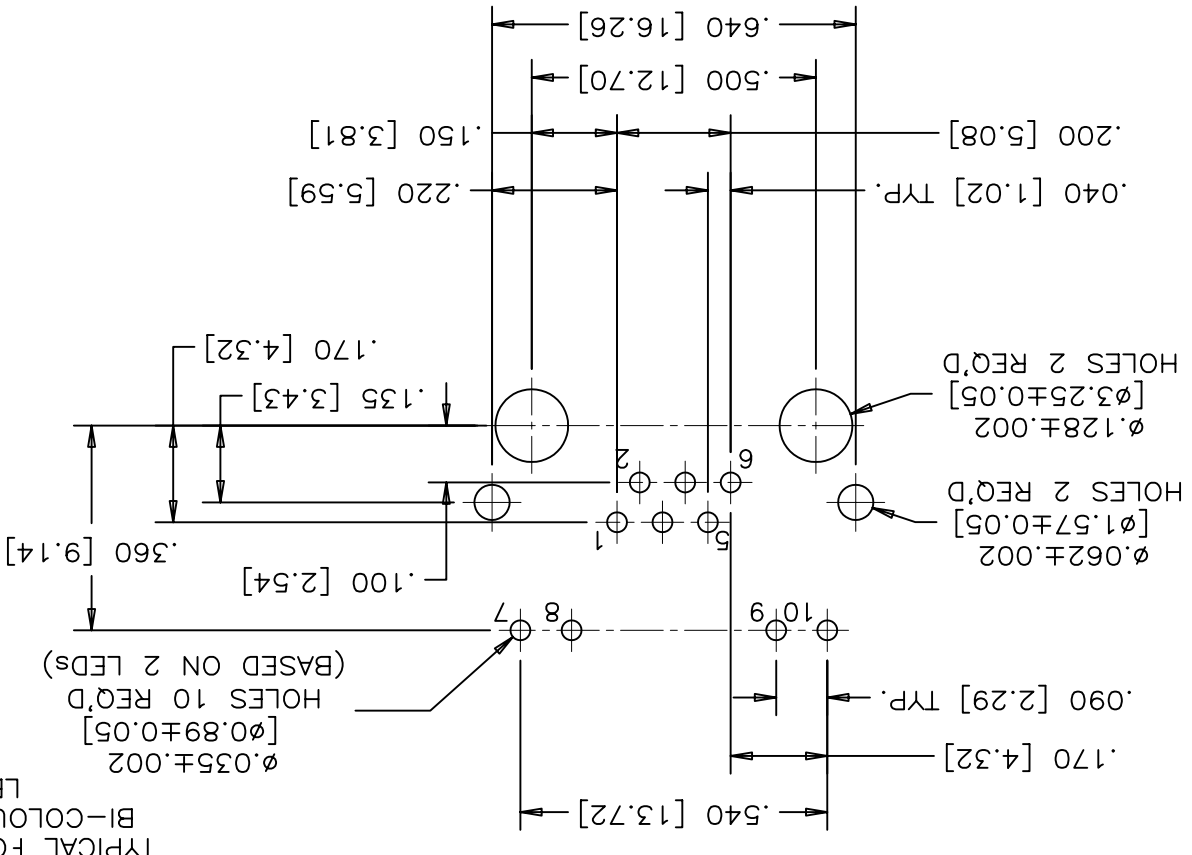 TYPICAL FO
BI-COLOU
LE
.540 [13.72]
.170 [4.32]
.090 [2.29] TYP.
ø.035±.002
[ø0.89±0.05]
HOLES 10 REQ'D
(BASED ON 2 LEDs)
10 9 8 7
.100 [2.54]
.360 [9.14]
ø.062±.002
[ø1.57±0.05]
HOLES 2 REQ'D
5 1
6 2
ø.128±.002
[ø3.25±0.05]
HOLES 2 REQ'D
.135 [3.43]
.170 [4.32]
.040 [1.02] TYP.
.220 [5.59]
.200 [5.08]
.150 [3.81]
.500 [12.70]
.640 [16.26]